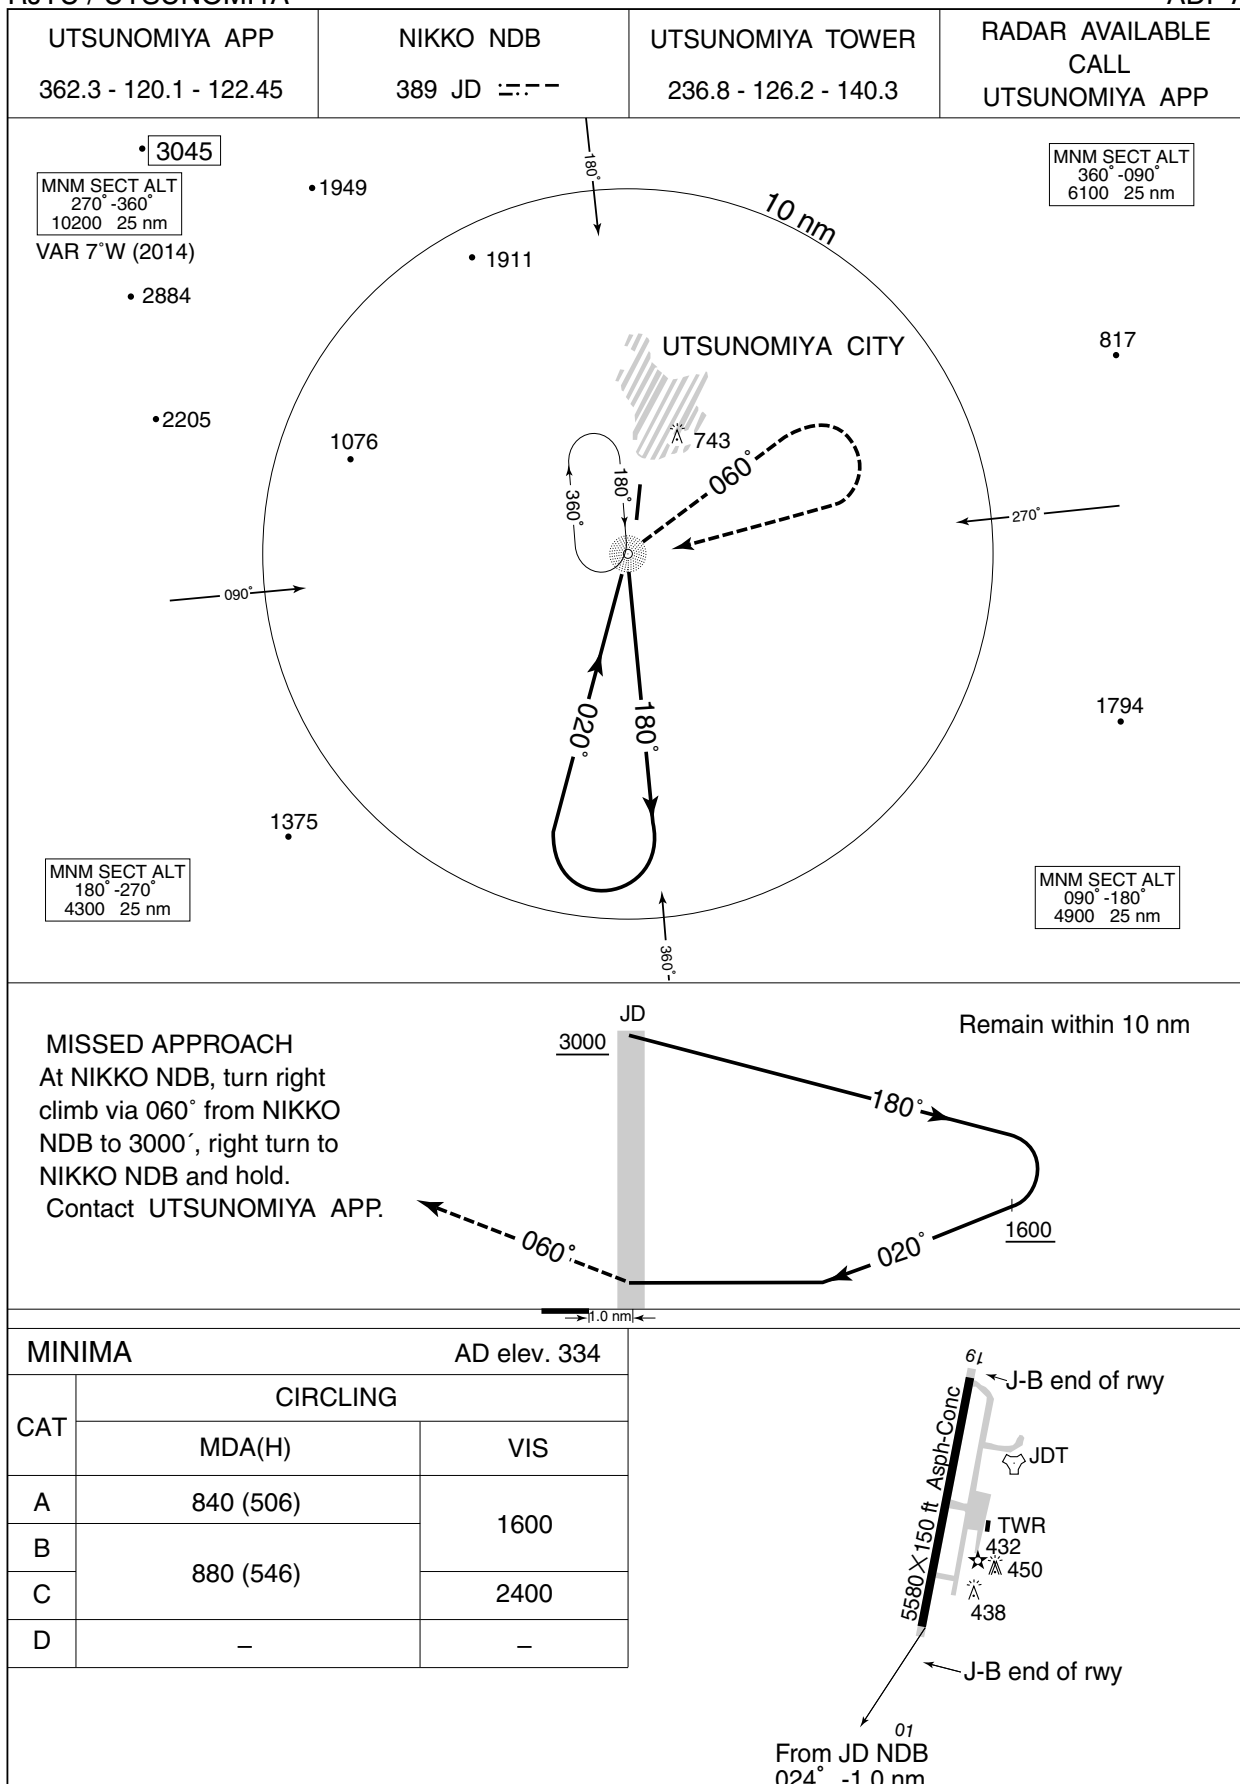 RJTU / UTSUNOMIYA
UTSUNOMIYA APP
362.3 - 120.1 - 122.45
NIKKO NDB
389 JD
UTSUNOMIYA TOWER
236.8 - 126.2 - 140.3
RADAR AVAILABLE
CALL
UTSUNOMIYA APP
3045
MNM SECT ALT
270° -360°
10200 25 nm
VAR 7°W (2014)
1949
180°
10 nm
MNM SECT ALT
360° -090°
6100 25 nm
1911
2884
UTSUNOMIYA CITY
817
2205
1076
743
060°
180°
360°
270°
090°
020°
180°
1794
1375
MNM SECT ALT
180° -270°
4300 25 nm
MNM SECT ALT
090° -180°
4900 25 nm
360°
JD
3000
Remain within 10 nm
MISSED APPROACH
At NIKKO NDB, turn right
climb via 060° from NIKKO
NDB to 3000´, right turn to
NIKKO NDB and hold.
Contact UTSUNOMIYA APP.
180°
1600
020°
060°
1.0 nm
MINIMA
AD elev. 334
CAT
CIRCLING
MDA(H)
VIS
A
840 (506)
1600
B
880 (546)
C
2400
D
–
–
19
J-B end of rwy
5580×150 ft Asph-Conc
JDT
TWR
432
450
438
J-B end of rwy
01
From JD NDB
024° -1.0 nm